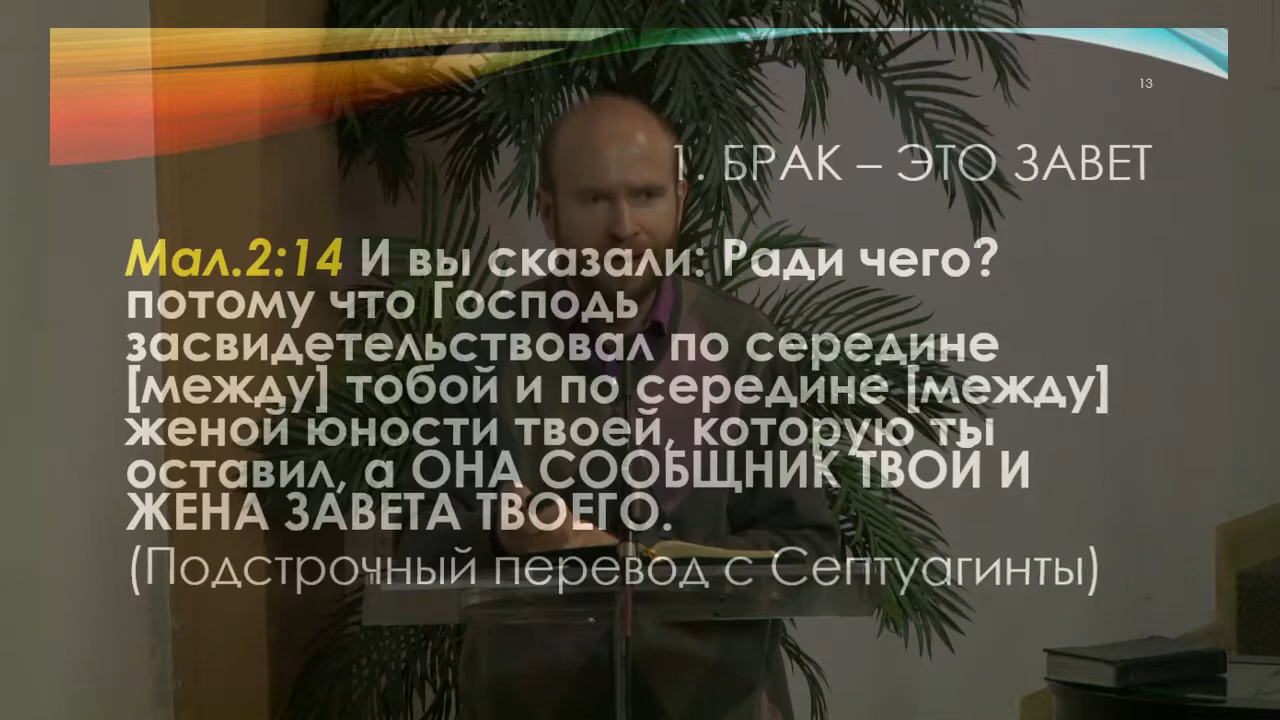 13
1. БРАК – ЭТО ЗАВЕТ
Мал.2:14 И вы сказали: Ради чего?
потому что Господь
засвидетельствовал по середине
[между] тобой и по середине [между]
женой юности твоей, которую ты
оставил, а ОНА СООБЩНИК ТВОЙ И
ЖЕНА ЗАВЕТА ТВОЕГО.
(Подстрочный перевод с Септуагинты)